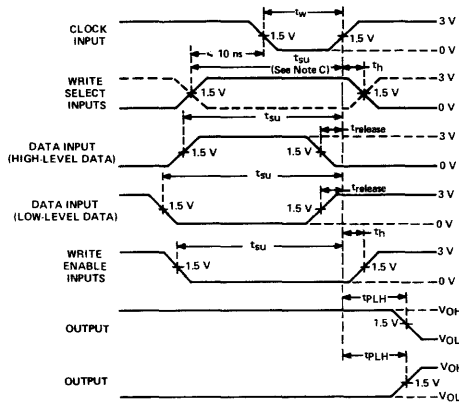 tw
CLOCK INPUT
1.5 V
1.5 V
3 V
0 V
≈ 10 ns
tsu
(See Note C)
th
WRITE SELECT INPUTS
1.5 V
1.5 V
3 V
0 V
tsu
trelease
DATA INPUT (HIGH-LEVEL DATA)
1.5 V
1.5 V
3 V
0 V
tsu
trelease
DATA INPUT (LOW-LEVEL DATA)
1.5 V
1.5 V
3 V
0 V
tsu
th
WRITE ENABLE INPUTS
1.5 V
1.5 V
3 V
0 V
tPLH
OUTPUT
1.5 V
VOH
VOL
tPLH
OUTPUT
1.5 V
VOH
VOL